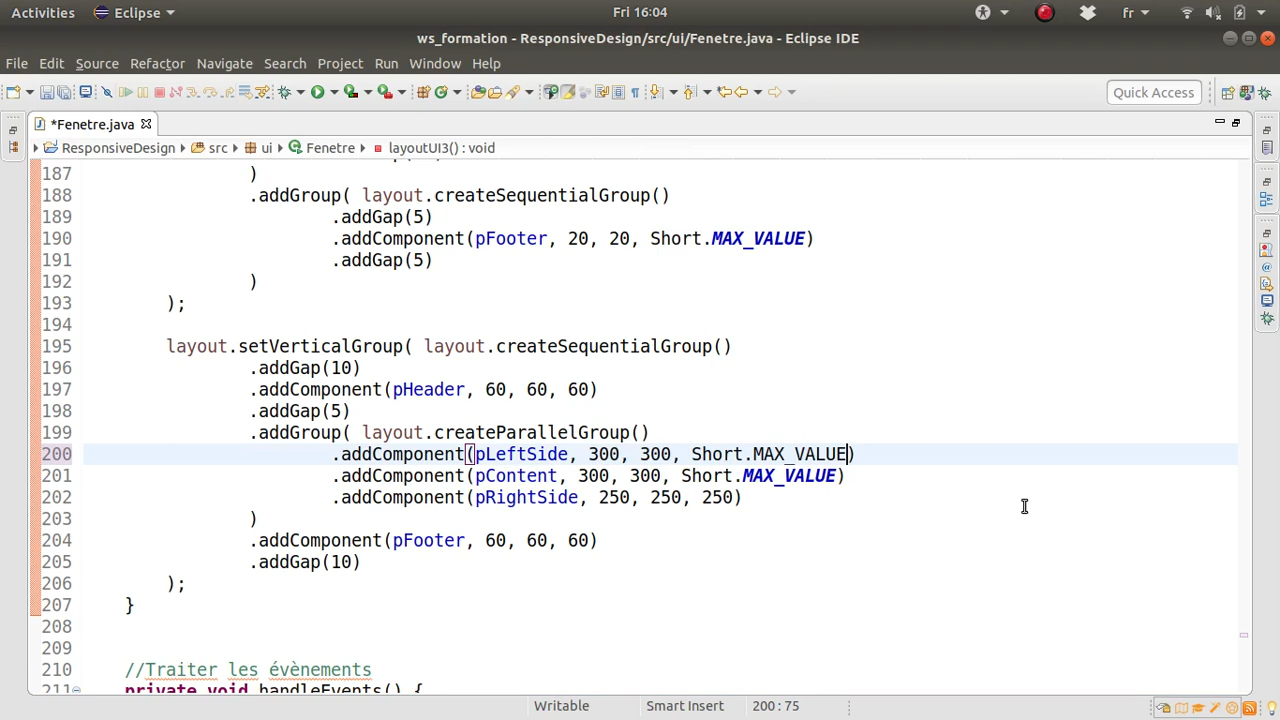 Activities Eclipse Fri 16:04 fr
ws_formation - ResponsiveDesign/src/ui/Fenetre.java - Eclipse IDE
File Edit Source Refactor Navigate Search Project Run Window Help
Quick Access
*Fenetre.java
ResponsiveDesign src ui Fenetre layoutUI3() : void
187 )
188 .addGroup( layout.createSequentialGroup()
189 .addGap(5)
190 .addComponent(pFooter, 20, 20, Short.MAX_VALUE)
191 .addGap(5)
192 )
193 );
194
195 layout.setVerticalGroup( layout.createSequentialGroup()
196 .addGap(10)
197 .addComponent(pHeader, 60, 60, 60)
198 .addGap(5)
199 .addGroup( layout.createParallelGroup()
200 .addComponent(pLeftSide, 300, 300, Short.MAX_VALUE)
201 .addComponent(pContent, 300, 300, Short.MAX_VALUE)
202 .addComponent(pRightSide, 250, 250, 250)
203 )
204 .addComponent(pFooter, 60, 60, 60)
205 .addGap(10)
206 );
207 }
208
209
210 //Traiter les évènements
211 private void handleEvents() {
Writable Smart Insert 200 : 75